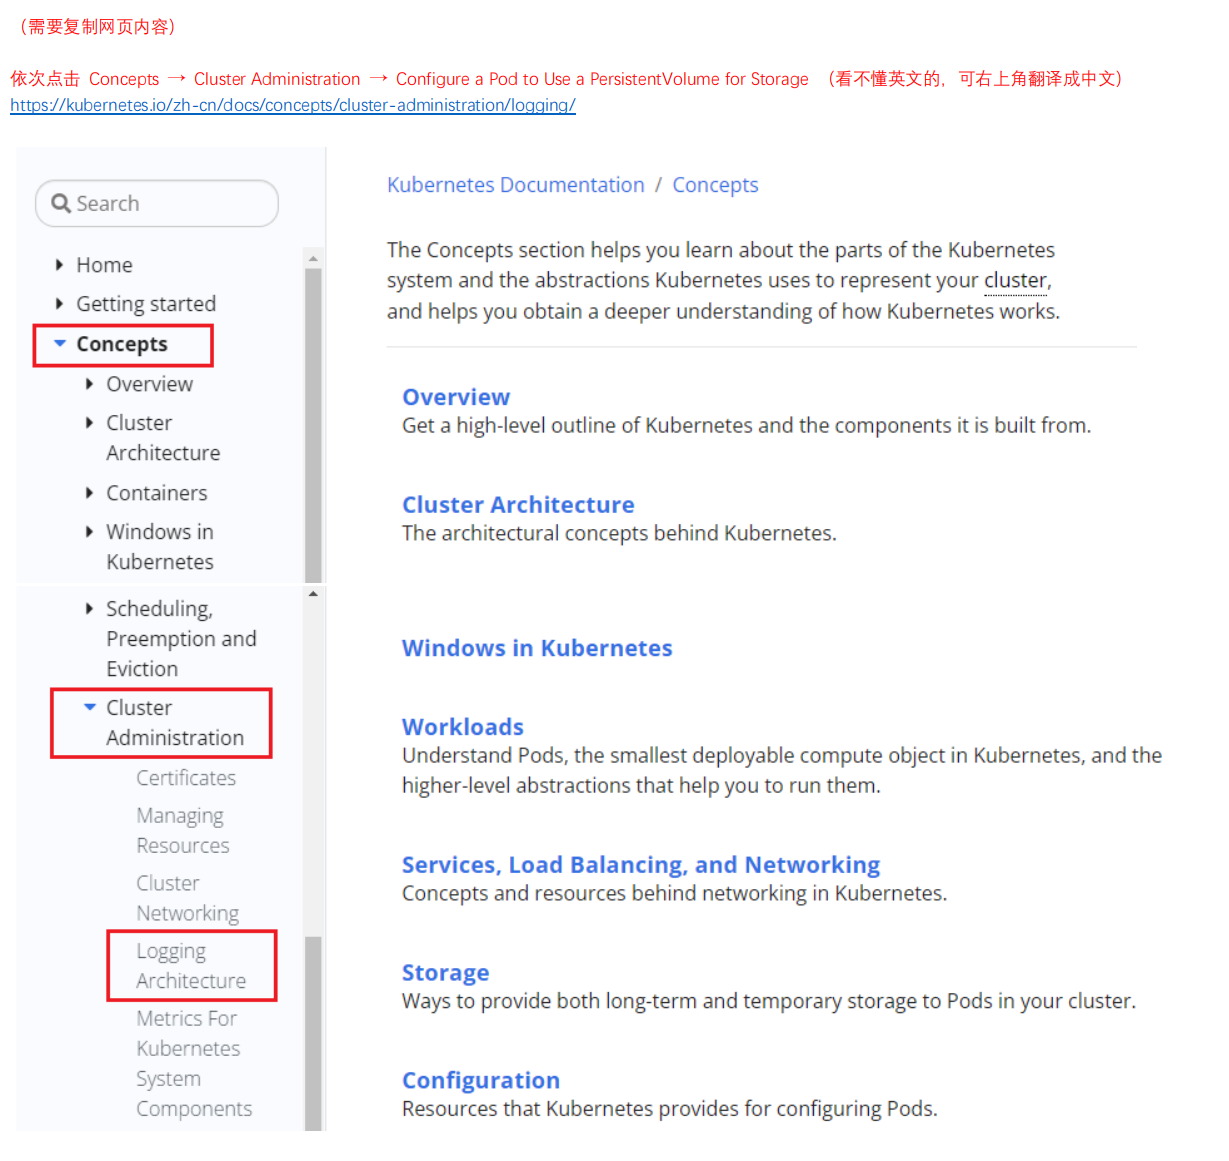 （需要复制网页内容）
依次点击 Concepts → Cluster Administration → Configure a Pod to Use a PersistentVolume for Storage （看不懂英文的，可右上角翻译成中文）
https://kubernetes.io/zh-cn/docs/concepts/cluster-administration/logging/
Search
Home
Getting started
Concepts
Overview
Cluster
Architecture
Containers
Windows in
Kubernetes
Scheduling,
Preemption and
Eviction
Cluster
Administration
Certificates
Managing
Resources
Cluster
Networking
Logging
Architecture
Metrics For
Kubernetes
System
Components
Kubernetes Documentation / Concepts
The Concepts section helps you learn about the parts of the Kubernetes
system and the abstractions Kubernetes uses to represent your cluster,
and helps you obtain a deeper understanding of how Kubernetes works.
Overview
Get a high-level outline of Kubernetes and the components it is built from.
Cluster Architecture
The architectural concepts behind Kubernetes.
Windows in Kubernetes
Workloads
Understand Pods, the smallest deployable compute object in Kubernetes, and the
higher-level abstractions that help you to run them.
Services, Load Balancing, and Networking
Concepts and resources behind networking in Kubernetes.
Storage
Ways to provide both long-term and temporary storage to Pods in your cluster.
Configuration
Resources that Kubernetes provides for configuring Pods.